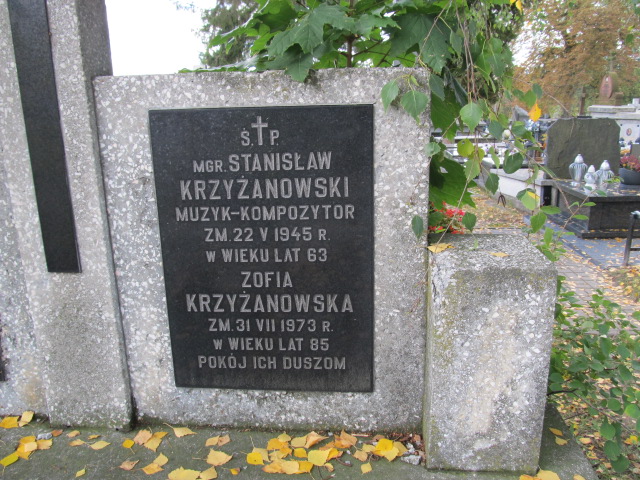 Ś.†P.
MGR. STANISŁAW
KRZYŻANOWSKI
MUZYK-KOMPOZYTOR
ZM. 22 V 1945 R.
W WIEKU LAT 63
ZOFIA
KRZYŻANOWSKA
ZM. 31 VII 1973 R.
W WIEKU LAT 85
POKÓJ ICH DUSZOM